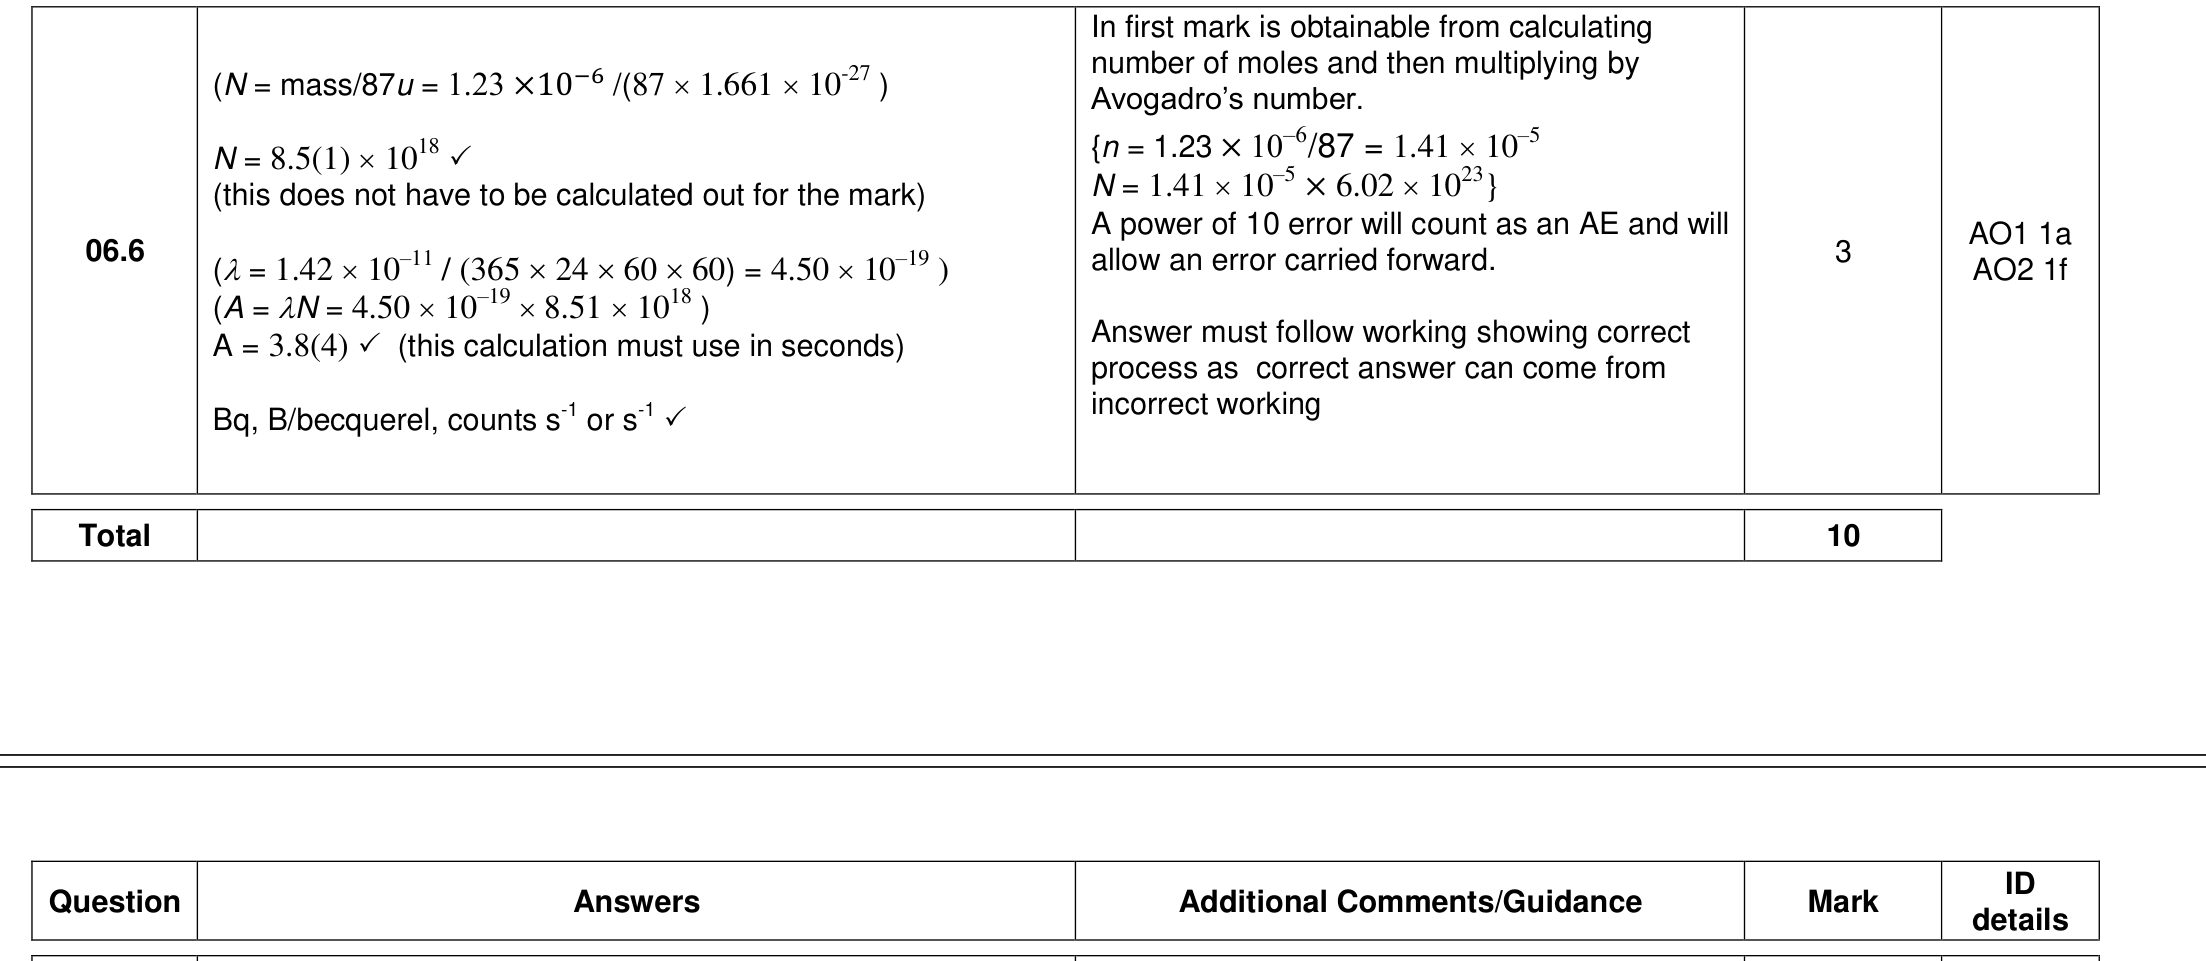 06.6
(N = mass/87u = 1.23 ×10⁻⁶ /(87 × 1.661 × 10⁻²⁷ )
N = 8.5(1) × 10¹⁸ ✓
(this does not have to be calculated out for the mark)
(λ = 1.42 × 10⁻¹¹ / (365 × 24 × 60 × 60) = 4.50 × 10⁻¹⁹ )
(A = λN = 4.50 × 10⁻¹⁹ × 8.51 × 10¹⁸ )
A = 3.8(4) ✓ (this calculation must use in seconds)
Bq, B/becquerel, counts s⁻¹ or s⁻¹ ✓
In first mark is obtainable from calculating
number of moles and then multiplying by
Avogadro's number.
{n = 1.23 × 10⁻⁶/87 = 1.41 × 10⁻⁵
N = 1.41 × 10⁻⁵ × 6.02 × 10²³}
A power of 10 error will count as an AE and will
allow an error carried forward.
Answer must follow working showing correct
process as correct answer can come from
incorrect working
3
AO1 1a
AO2 1f
Total
10
Question
Answers
Additional Comments/Guidance
Mark
ID
details